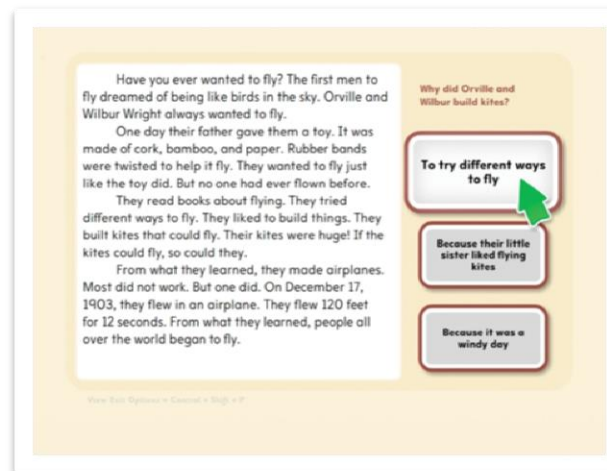 Have you ever wanted to fly? The first men to
fly dreamed of being like birds in the sky. Orville and
Wilbur Wright always wanted to fly.
One day their father gave them a toy. It was
made of cork, bamboo, and paper. Rubber bands
were twisted to help it fly. They wanted to fly just
like the toy did. But no one had ever flown before.
They read books about flying. They tried
different ways to fly. They liked to build things. They
built kites that could fly. Their kites were huge! If the
kites could fly, so could they.
From what they learned, they made airplanes.
Most did not work. But one did. On December 17,
1903, they flew in an airplane. They flew 120 feet
for 12 seconds. From what they learned, people all
over the world began to fly.
Why did Orville and
Wilbur build kites?
To try different ways
to fly
Because their little
sister liked flying
kites
Because it was a
windy day